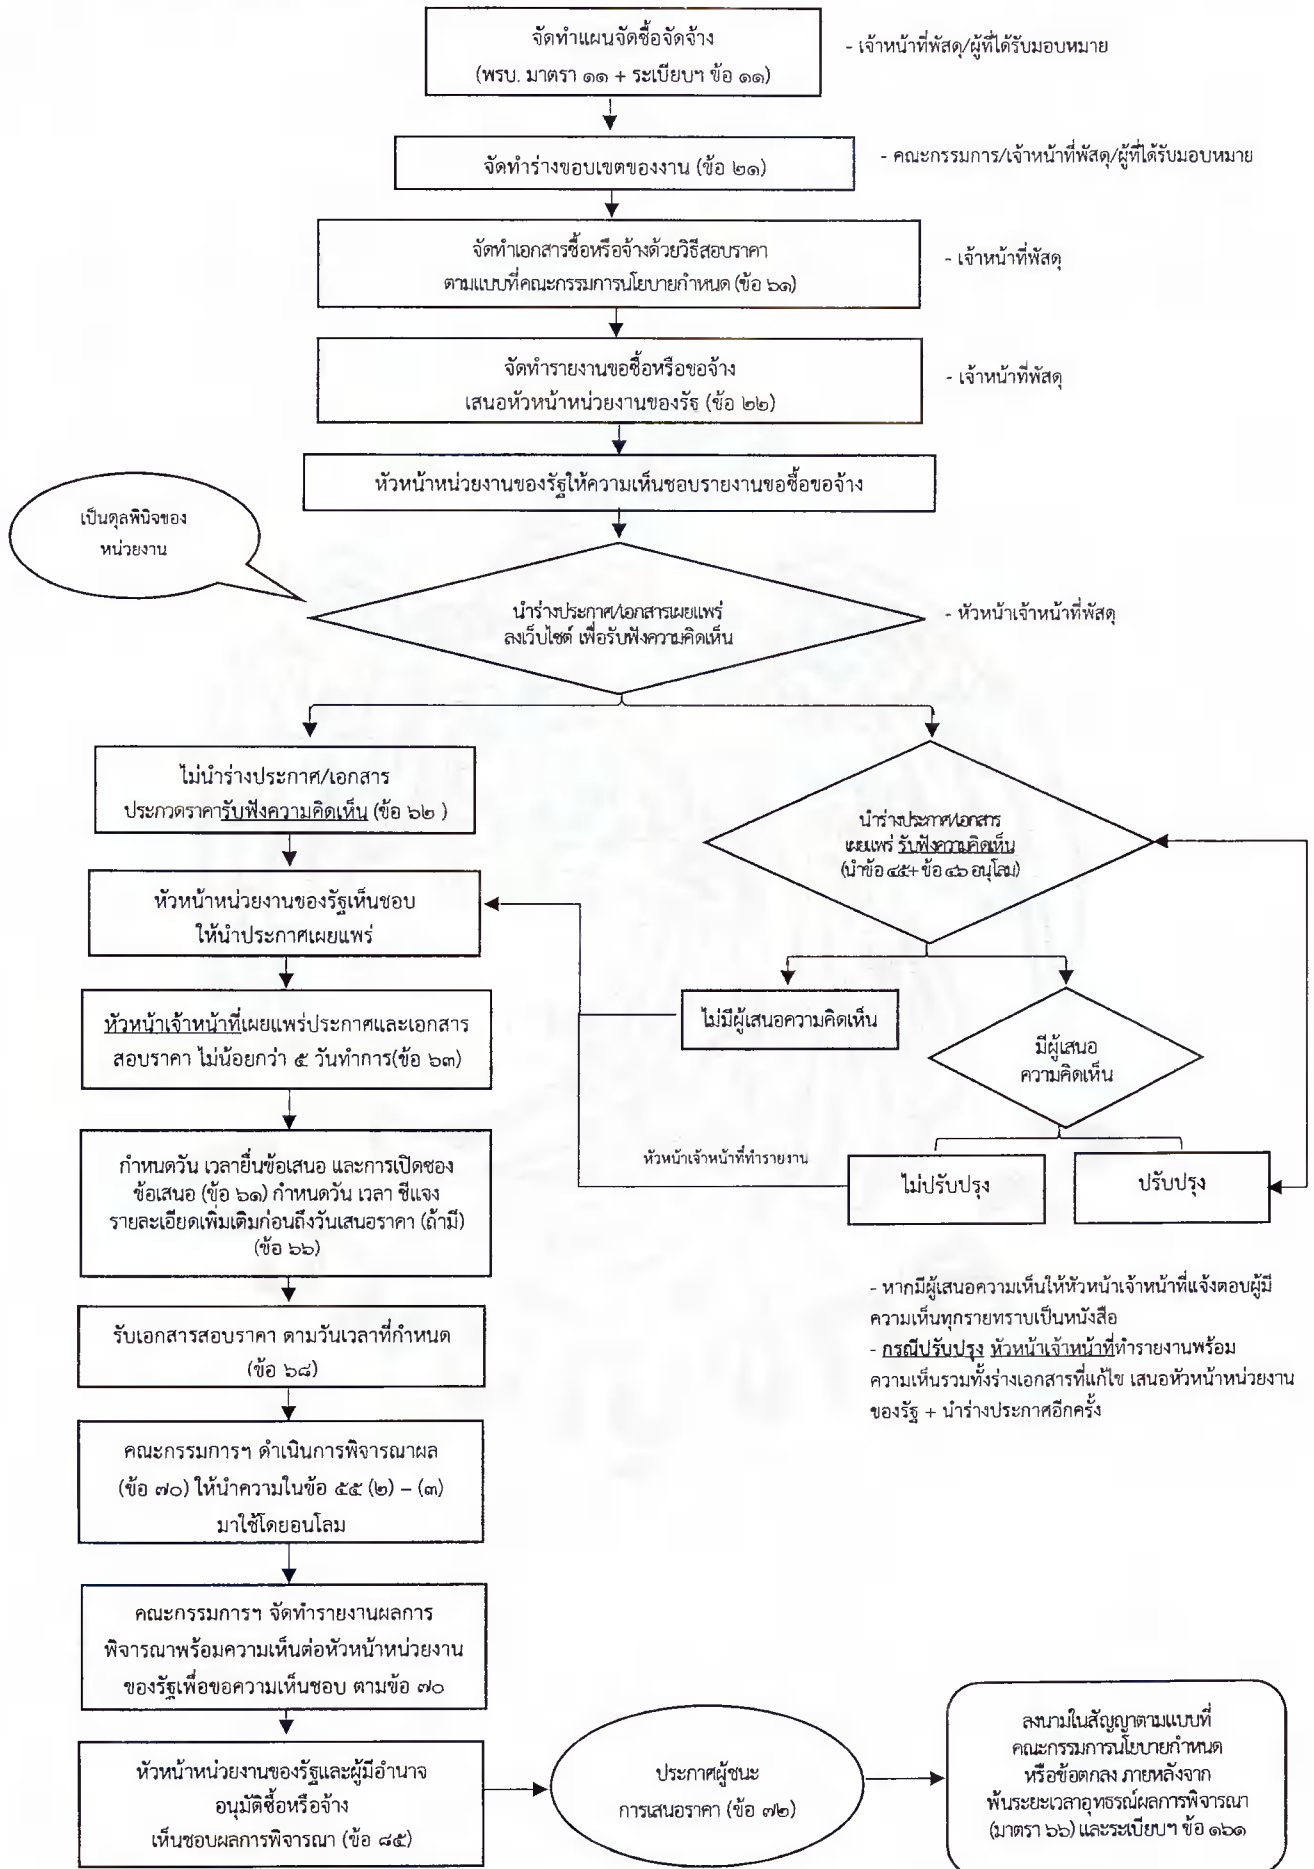 จัดทำแผนจัดซื้อจัดจ้าง
(พรบ. มาตรา ๑๑ + ระเบียบฯ ข้อ ๑๑)
- เจ้าหน้าที่พัสดุ/ผู้ที่ได้รับมอบหมาย
จัดทำร่างขอบเขตของงาน (ข้อ ๒๑)
- คณะกรรมการ/เจ้าหน้าที่พัสดุ/ผู้ที่ได้รับมอบหมาย
จัดทำเอกสารซื้อหรือจ้างด้วยวิธีสอบราคา
ตามแบบที่คณะกรรมการนโยบายกำหนด (ข้อ ๖๑)
- เจ้าหน้าที่พัสดุ
จัดทำรายงานขอซื้อหรือขอจ้าง
เสนอหัวหน้าหน่วยงานของรัฐ (ข้อ ๒๒)
- เจ้าหน้าที่พัสดุ
หัวหน้าหน่วยงานของรัฐให้ความเห็นชอบรายงานขอซื้อขอจ้าง
เป็นดุลพินิจของ
หน่วยงาน
นำร่างประกาศ/เอกสารเผยแพร่
ลงเว็บไซต์ เพื่อรับฟังความคิดเห็น
- หัวหน้าเจ้าหน้าที่พัสดุ
ไม่นำร่างประกาศ/เอกสาร
ประกวดราคารับฟังความคิดเห็น (ข้อ ๖๒ )
นำร่างประกาศ/เอกสาร
เผยแพร่ รับฟังความคิดเห็น
(นำข้อ ๔๕+ ข้อ ๔๖ อนุโลม)
หัวหน้าหน่วยงานของรัฐเห็นชอบ
ให้นำประกาศเผยแพร่
หัวหน้าเจ้าหน้าที่เผยแพร่ประกาศและเอกสาร
สอบราคา ไม่น้อยกว่า ๕ วันทำการ(ข้อ ๖๓)
ไม่มีผู้เสนอความคิดเห็น
มีผู้เสนอ
ความคิดเห็น
หัวหน้าเจ้าหน้าที่ทำรายงาน
ไม่ปรับปรุง
ปรับปรุง
กำหนดวัน เวลายื่นข้อเสนอ และการเปิดซอง
ข้อเสนอ (ข้อ ๖๑) กำหนดวัน เวลา ชี้แจง
รายละเอียดเพิ่มเติมก่อนถึงวันเสนอราคา (ถ้ามี)
(ข้อ ๖๖)
- หากมีผู้เสนอความเห็นให้หัวหน้าเจ้าหน้าที่แจ้งตอบผู้มี
ความเห็นทุกรายทราบเป็นหนังสือ
- กรณีปรับปรุง หัวหน้าเจ้าหน้าที่ทำรายงานพร้อม
ความเห็นรวมทั้งร่างเอกสารที่แก้ไข เสนอหัวหน้าหน่วยงาน
ของรัฐ + นำร่างประกาศอีกครั้ง
รับเอกสารสอบราคา ตามวันเวลาที่กำหนด
(ข้อ ๖๘)
คณะกรรมการฯ ดำเนินการพิจารณาผล
(ข้อ ๗๐) ให้นำความในข้อ ๕๕ (๒) – (๓)
มาใช้โดยอนโลม
คณะกรรมการฯ จัดทำรายงานผลการ
พิจารณาพร้อมความเห็นต่อหัวหน้าหน่วยงาน
ของรัฐเพื่อขอความเห็นชอบ ตามข้อ ๗๐
หัวหน้าหน่วยงานของรัฐและผู้มีอำนาจ
อนุมัติซื้อหรือจ้าง
เห็นชอบผลการพิจารณา (ข้อ ๘๕)
ประกาศผู้ชนะ
การเสนอราคา (ข้อ ๗๒)
ลงนามในสัญญาตามแบบที่
คณะกรรมการนโยบายกำหนด
หรือข้อตกลง ภายหลังจาก
พ้นระยะเวลาอุทธรณ์ผลการพิจารณา
(มาตรา ๖๖) และระเบียบฯ ข้อ ๑๖๑